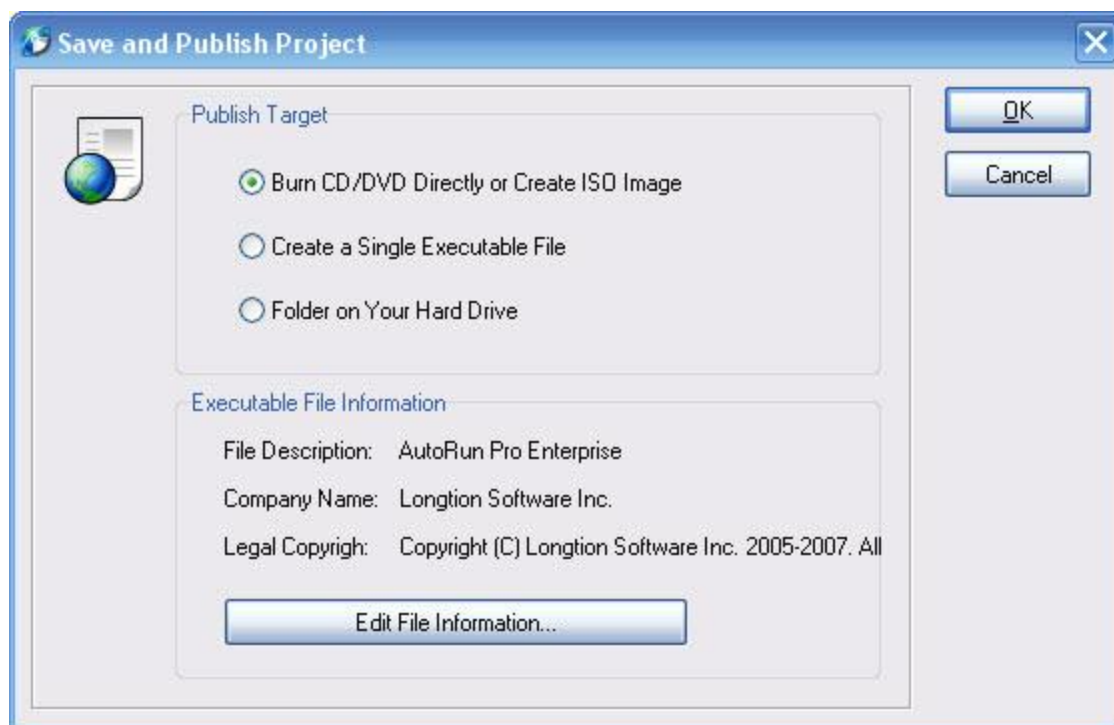 Save and Publish Project
Publish Target
Burn CD/DVD Directly or Create ISO Image
Create a Single Executable File
Folder on Your Hard Drive
OK
Cancel
Executable File Information
File Description: AutoRun Pro Enterprise
Company Name: Longtion Software Inc.
Legal Copyrigh: Copyright (C) Longtion Software Inc. 2005-2007. All
Edit File Information...